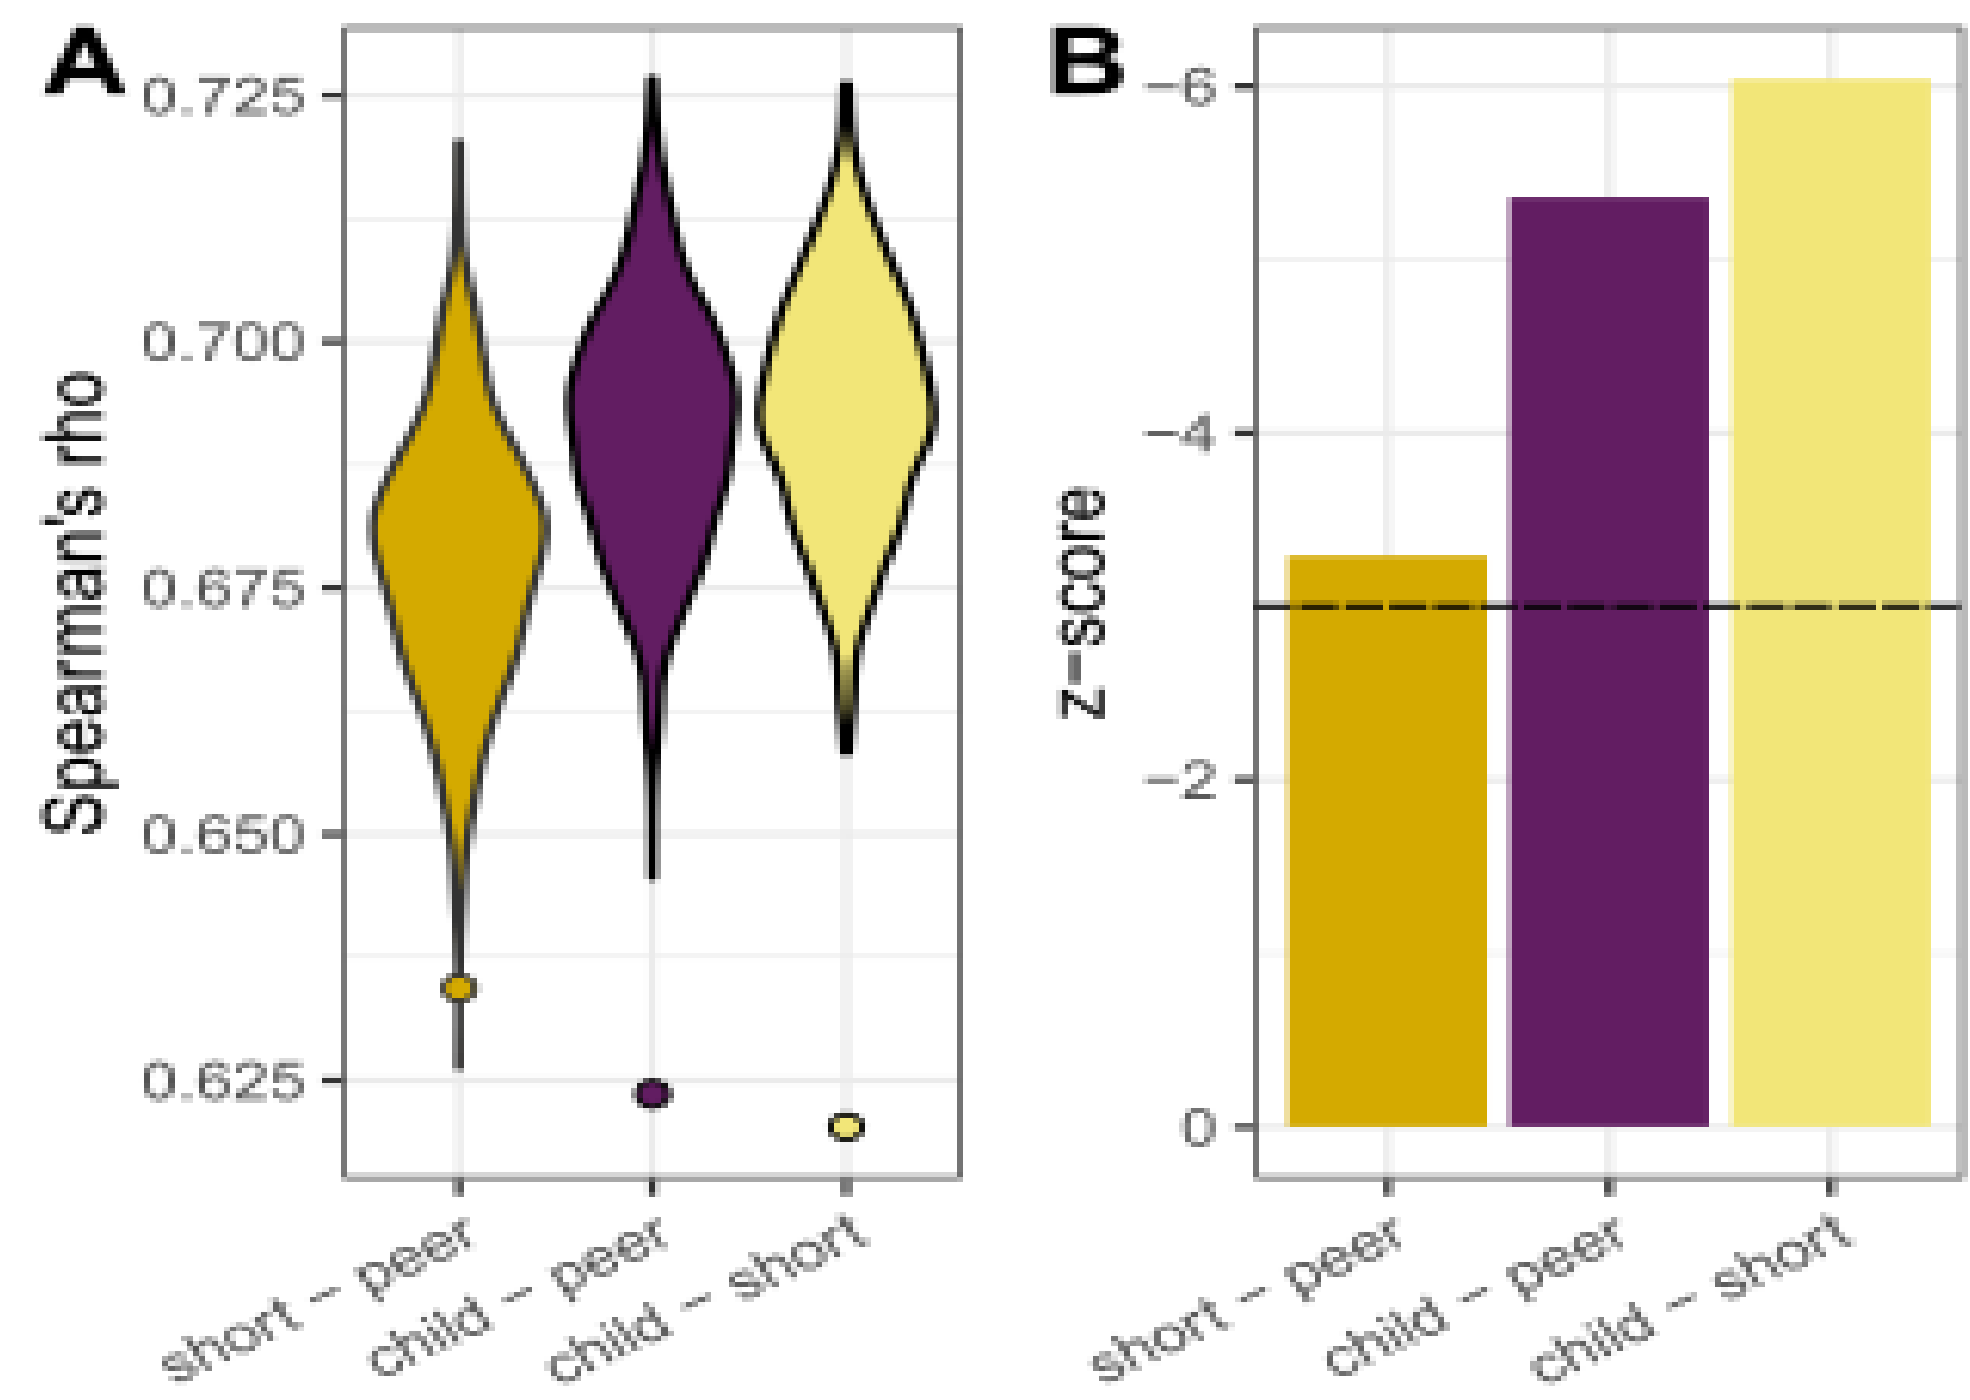 A
0.725
0.700
0.675
0.650
0.625
Spearman's rho
short – peer
child – peer
child – short
B
−6
−4
−2
0
z−score
short – peer
child – peer
child – short